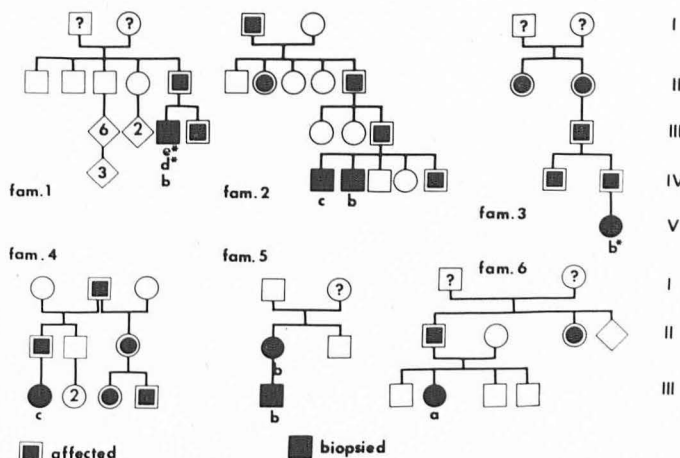 ? ? ? ? I
II
6 2 III
e*
d*
b
3 c b IV
fam.1 fam.2 fam.3
V
b*
fam.4 fam.5 fam.6
? ? ? I
II
b
2 III
c b a
affected biopsied